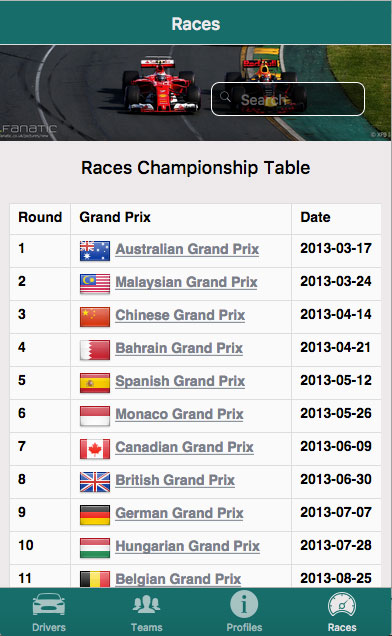 Races
Search
FANATIC
© XPB
Races Championship Table
Round Grand Prix Date
1 Australian Grand Prix 2013-03-17
2 Malaysian Grand Prix 2013-03-24
3 Chinese Grand Prix 2013-04-14
4 Bahrain Grand Prix 2013-04-21
5 Spanish Grand Prix 2013-05-12
6 Monaco Grand Prix 2013-05-26
7 Canadian Grand Prix 2013-06-09
8 British Grand Prix 2013-06-30
9 German Grand Prix 2013-07-07
10 Hungarian Grand Prix 2013-07-28
11 Belgian Grand Prix 2013-08-25
Drivers Teams Profiles Races